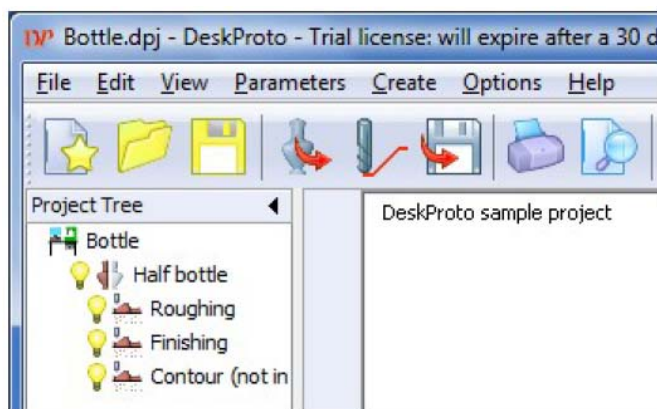 DP Bottle.dpj - DeskProto - Trial license: will expire after a 30 d
File Edit View Parameters Create Options Help
Project Tree
DeskProto sample project
Bottle
Half bottle
Roughing
Finishing
Contour (not in